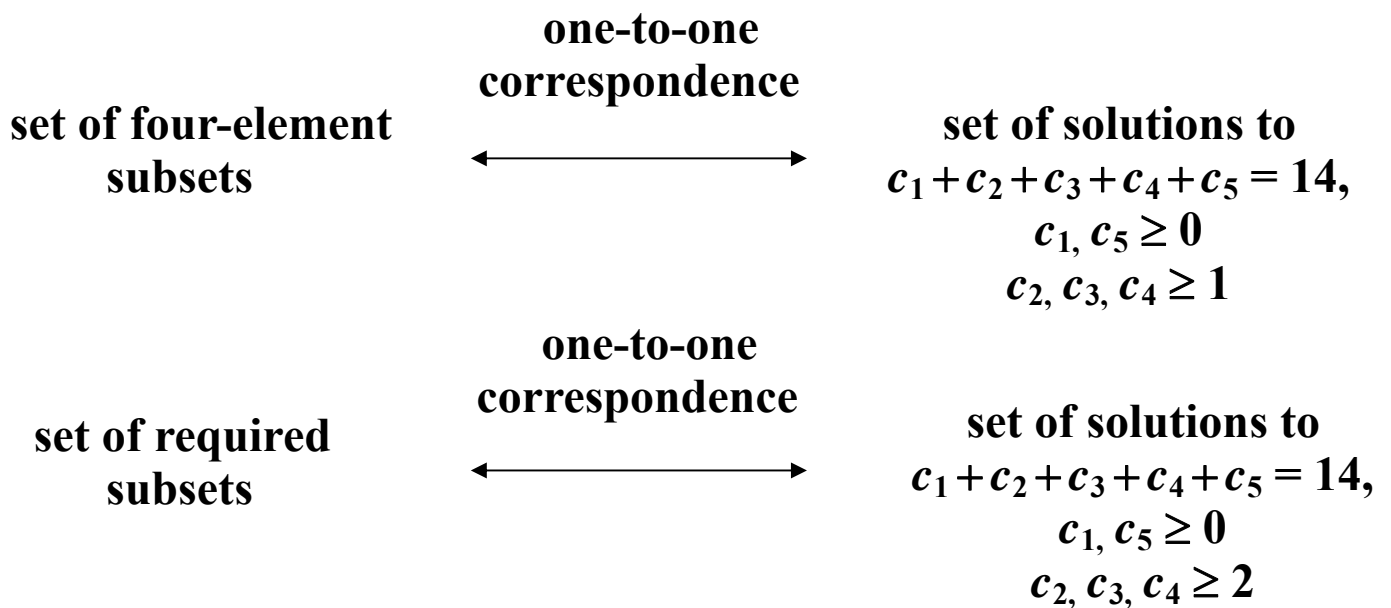 one-to-one
correspondence
set of four-element
subsets
set of solutions to
c₁+c₂+c₃+c₄+c₅ = 14,
c₁, c₅ ≥ 0
c₂, c₃, c₄ ≥ 1
one-to-one
correspondence
set of required
subsets
set of solutions to
c₁+c₂+c₃+c₄+c₅ = 14,
c₁, c₅ ≥ 0
c₂, c₃, c₄ ≥ 2